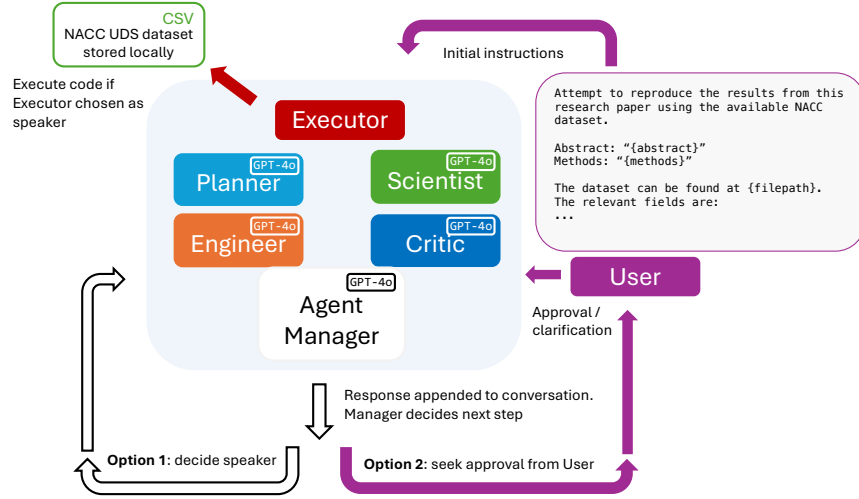 CSV
NACC UDS dataset
stored locally
Initial instructions
Execute code if
Executor chosen as
speaker
Attempt to reproduce the results from this
research paper using the available NACC
dataset.
Abstract: “{abstract}”
Methods: “{methods}”
The dataset can be found at {filepath}.
The relevant fields are:
...
Executor
GPT-4o
Planner
GPT-4o
Scientist
GPT-4o
Engineer
GPT-4o
Critic
GPT-4o
Agent
Manager
User
Approval /
clarification
Response appended to conversation.
Manager decides next step
Option 1: decide speaker
Option 2: seek approval from User